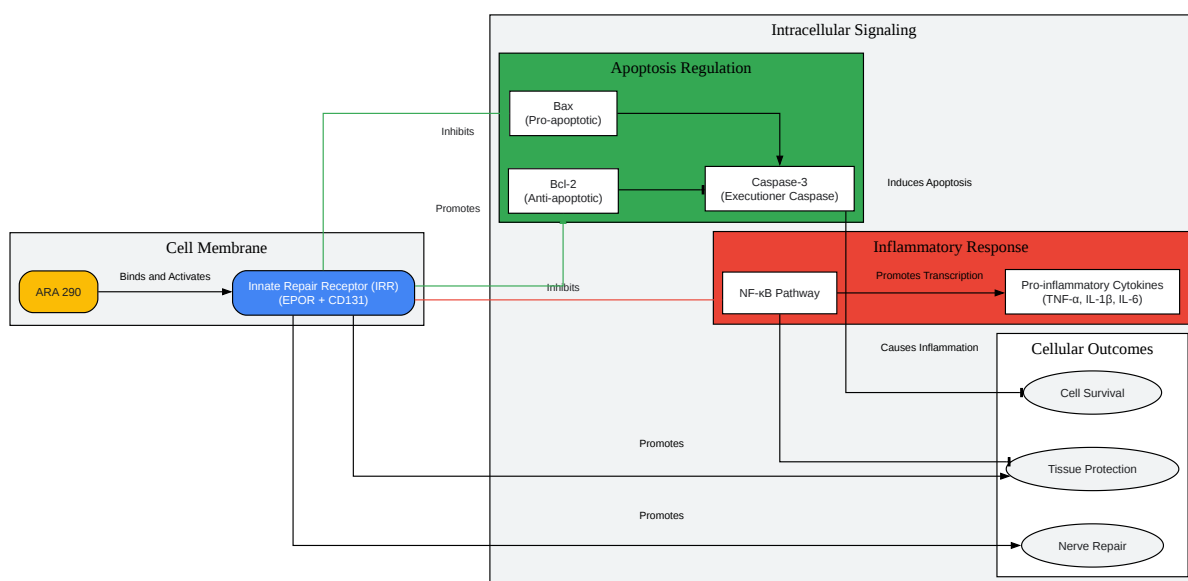 Intracellular Signaling
Apoptosis Regulation
Bax
(Pro-apoptotic)
Inhibits
Bcl-2
(Anti-apoptotic)
Caspase-3
(Executioner Caspase)
Induces Apoptosis
Promotes
Cell Membrane
Inflammatory Response
Binds and Activates
Promotes Transcription
ARA 290
Innate Repair Receptor (IRR)
(EPOR + CD131)
Inhibits
NF-κB Pathway
Pro-inflammatory Cytokines
(TNF-α, IL-1β, IL-6)
Causes Inflammation
Cellular Outcomes
Cell Survival
Promotes
Tissue Protection
Promotes
Nerve Repair